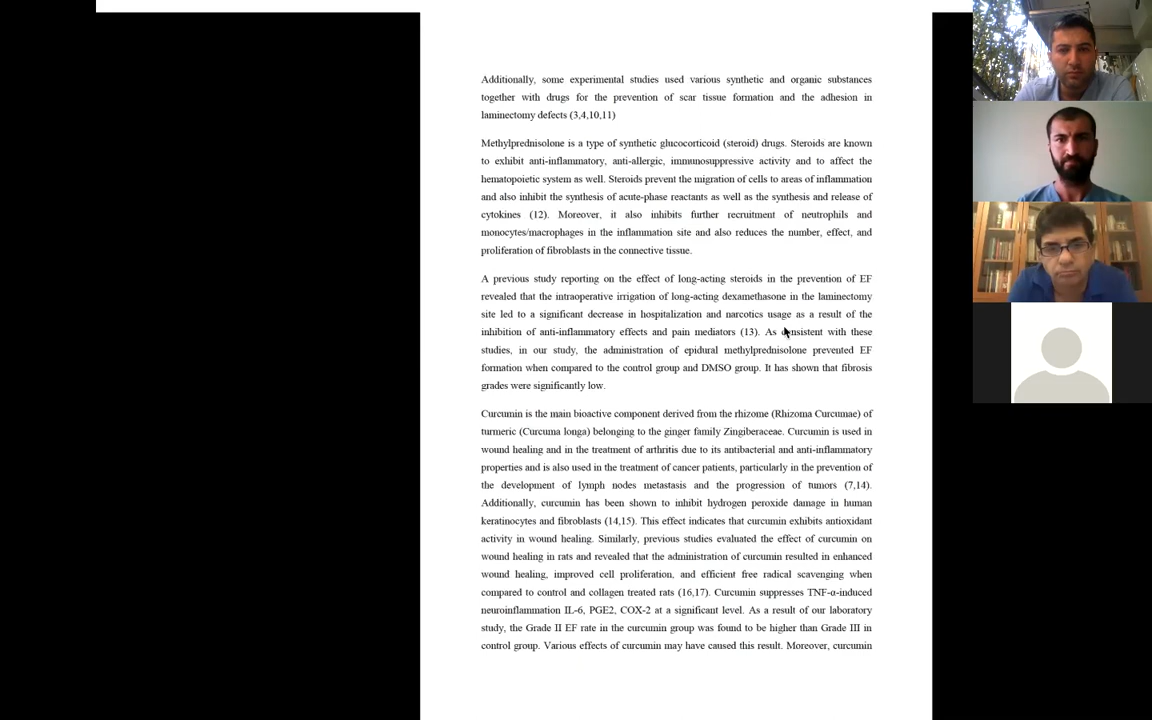 Additionally, some experimental studies used various synthetic and organic substances
together with drugs for the prevention of scar tissue formation and the adhesion in
laminectomy defects (3,4,10,11)
Methylprednisolone is a type of synthetic glucocorticoid (steroid) drugs. Steroids are known
to exhibit anti-inflammatory, anti-allergic, immunosuppressive activity and to affect the
hematopoietic system as well. Steroids prevent the migration of cells to areas of inflammation
and also inhibit the synthesis of acute-phase reactants as well as the synthesis and release of
cytokines (12). Moreover, it also inhibits further recruitment of neutrophils and
monocytes/macrophages in the inflammation site and also reduces the number, effect, and
proliferation of fibroblasts in the connective tissue.
A previous study reporting on the effect of long-acting steroids in the prevention of EF
revealed that the intraoperative irrigation of long-acting dexamethasone in the laminectomy
site led to a significant decrease in hospitalization and narcotics usage as a result of the
inhibition of anti-inflammatory effects and pain mediators (13). As consistent with these
studies, in our study, the administration of epidural methylprednisolone prevented EF
formation when compared to the control group and DMSO group. It has shown that fibrosis
grades were significantly low.
Curcumin is the main bioactive component derived from the rhizome (Rhizoma Curcumae) of
turmeric (Curcuma longa) belonging to the ginger family Zingiberaceae. Curcumin is used in
wound healing and in the treatment of arthritis due to its antibacterial and anti-inflammatory
properties and is also used in the treatment of cancer patients, particularly in the prevention of
the development of lymph nodes metastasis and the progression of tumors (7,14).
Additionally, curcumin has been shown to inhibit hydrogen peroxide damage in human
keratinocytes and fibroblasts (14,15). This effect indicates that curcumin exhibits antioxidant
activity in wound healing. Similarly, previous studies evaluated the effect of curcumin on
wound healing in rats and revealed that the administration of curcumin resulted in enhanced
wound healing, improved cell proliferation, and efficient free radical scavenging when
compared to control and collagen treated rats (16,17). Curcumin suppresses TNF-α-induced
neuroinflammation IL-6, PGE2, COX-2 at a significant level. As a result of our laboratory
study, the Grade II EF rate in the curcumin group was found to be higher than Grade III in
control group. Various effects of curcumin may have caused this result. Moreover, curcumin